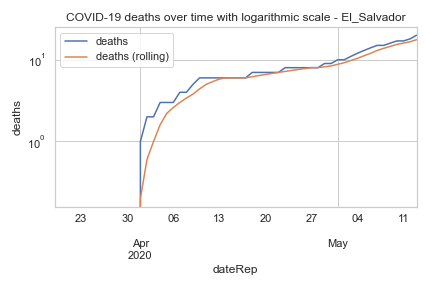 COVID-19 deaths over time with logarithmic scale - El_Salvador
deaths
deaths (rolling)
10¹
10⁰
deaths
23 30 06 13 20 27 04 11
Apr May
2020
dateRep